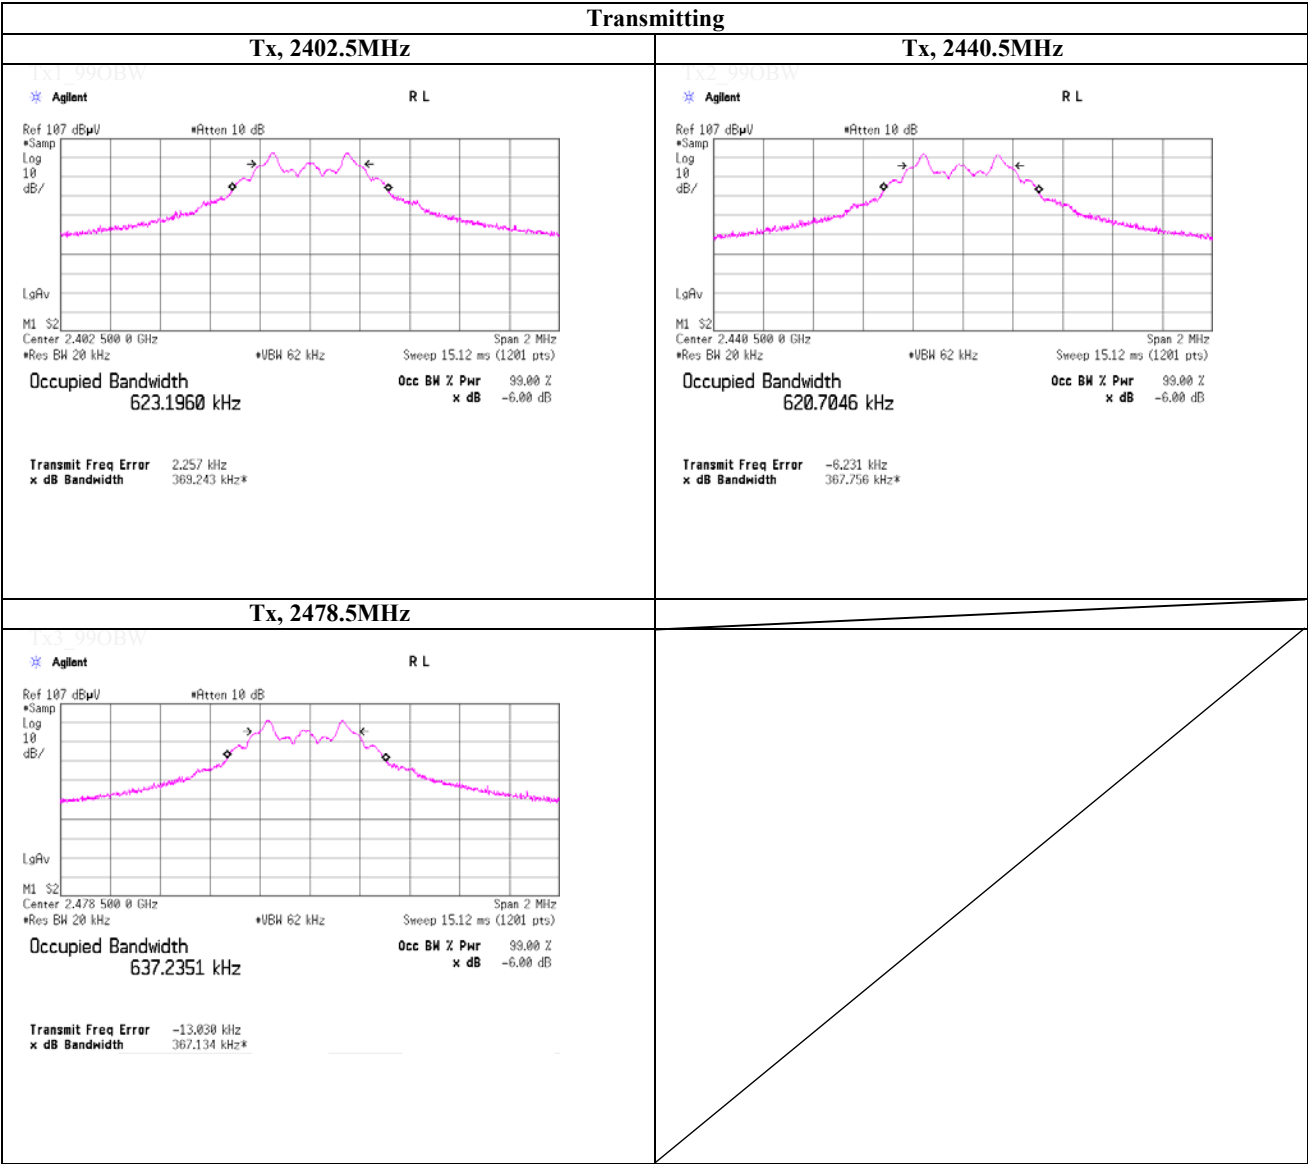 Transmitting
Tx, 2402.5MHz
Tx1_99OBW
Agilent
R L
Ref 107 dBµV
#Atten 10 dB
#Samp
Log
10
dB/
LgAv
M1 S2
Center 2.402 500 0 GHz
Span 2 MHz
#Res BW 20 kHz
#VBW 62 kHz
Sweep 15.12 ms (1201 pts)
Occupied Bandwidth
623.1960 kHz
Occ BW % Pwr 99.00 %
x dB -6.00 dB
Transmit Freq Error 2.257 kHz
x dB Bandwidth 369.243 kHz*
Tx, 2440.5MHz
Tx2_99OBW
Agilent
R L
Ref 107 dBµV
#Atten 10 dB
#Samp
Log
10
dB/
LgAv
M1 S2
Center 2.440 500 0 GHz
Span 2 MHz
#Res BW 20 kHz
#VBW 62 kHz
Sweep 15.12 ms (1201 pts)
Occupied Bandwidth
620.7046 kHz
Occ BW % Pwr 99.00 %
x dB -6.00 dB
Transmit Freq Error -6.231 kHz
x dB Bandwidth 367.756 kHz*
Tx, 2478.5MHz
Tx3_99OBW
Agilent
R L
Ref 107 dBµV
#Atten 10 dB
#Samp
Log
10
dB/
LgAv
M1 S2
Center 2.478 500 0 GHz
Span 2 MHz
#Res BW 20 kHz
#VBW 62 kHz
Sweep 15.12 ms (1201 pts)
Occupied Bandwidth
637.2351 kHz
Occ BW % Pwr 99.00 %
x dB -6.00 dB
Transmit Freq Error -13.030 kHz
x dB Bandwidth 367.134 kHz*